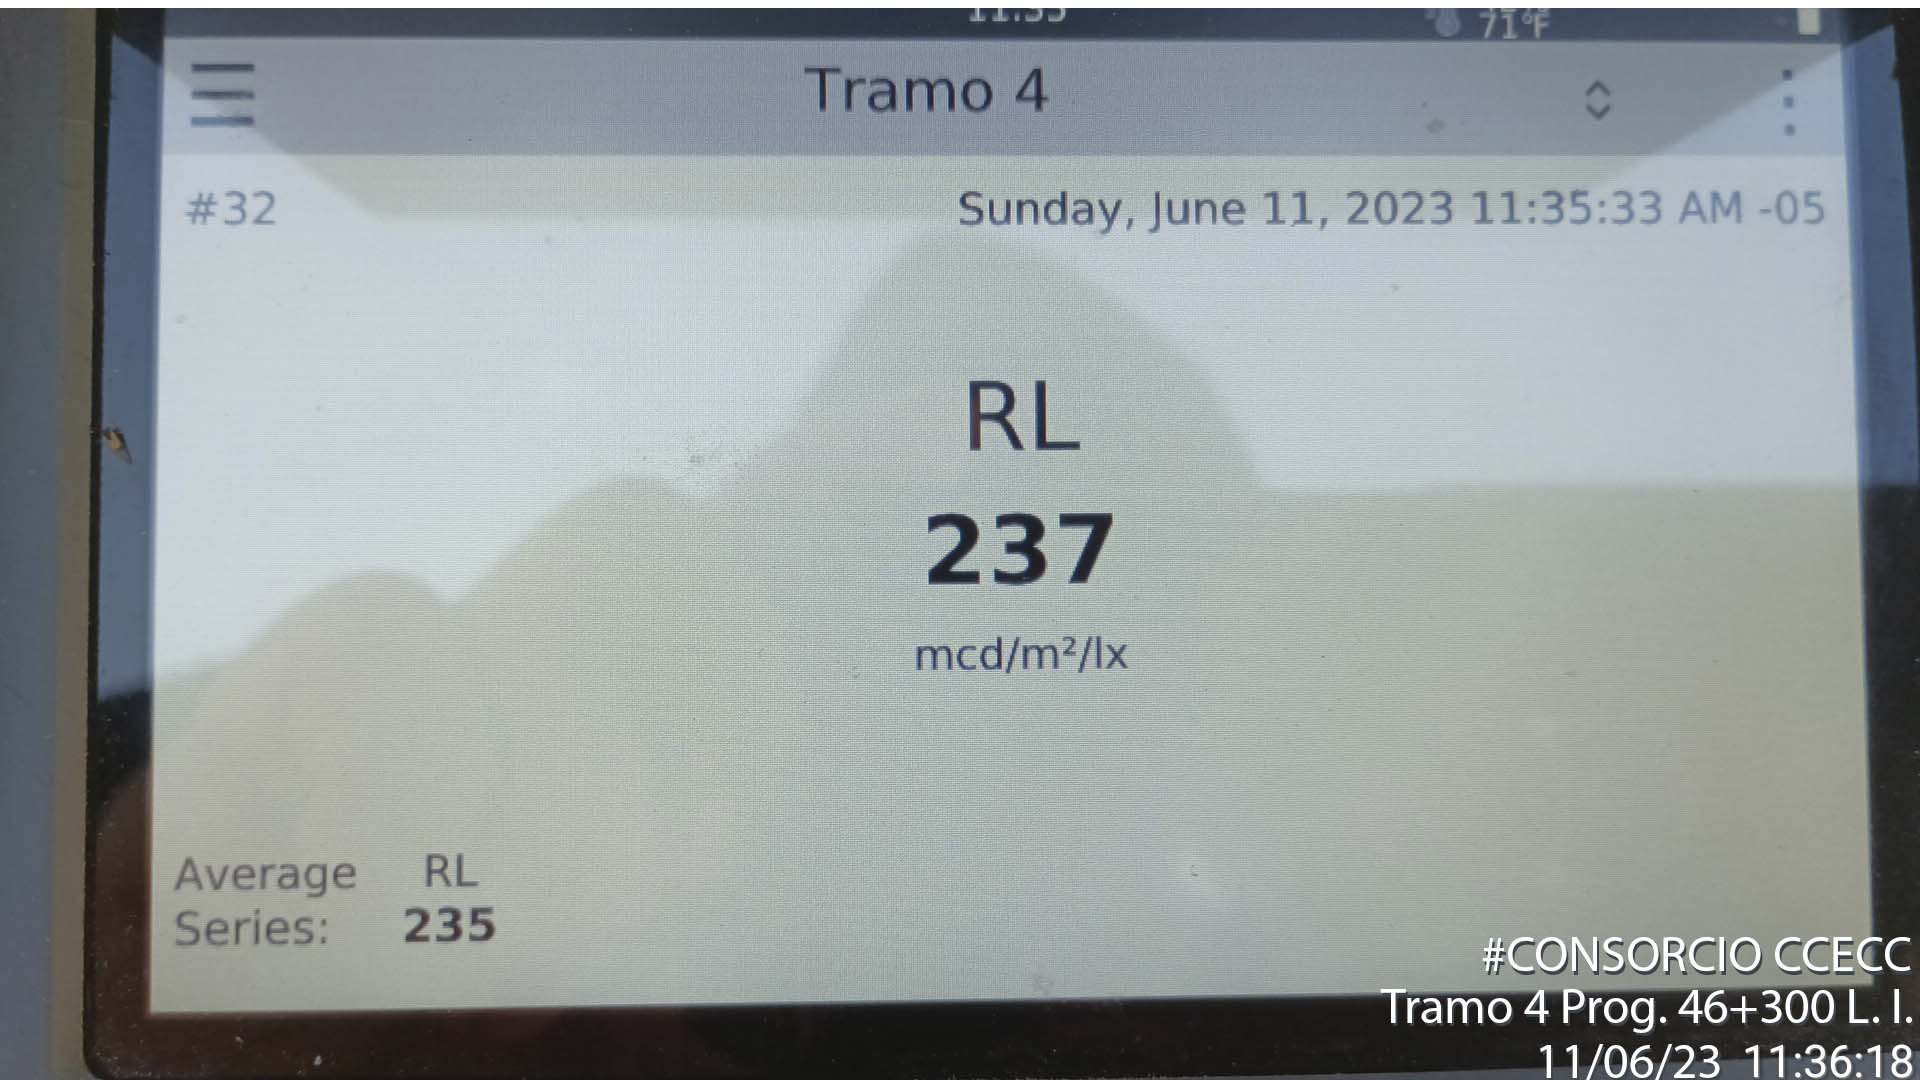 11:35
71°F
Tramo 4
#32
Sunday, June 11, 2023 11:35:33 AM -05
RL
237
mcd/m²/lx
Average RL
Series: 235
#CONSORCIO CCECC
Tramo 4 Prog. 46+300 L. I.
11/06/23 11:36:18